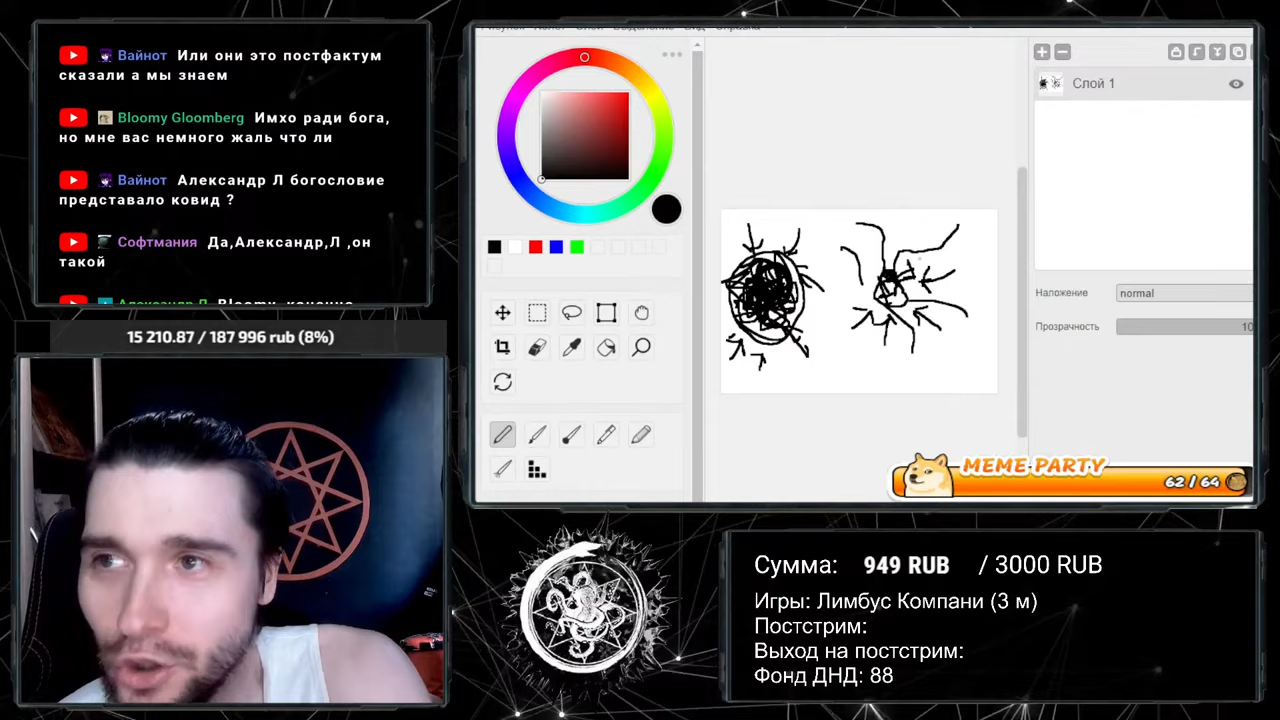 Вайнот Или они это постфактум
сказали а мы знаем
Bloomy Gloomberg Имхо ради бога,
но мне вас немного жаль что ли
Вайнот Александр Л богословие
представало ковид ?
Софтмания Да,Александр,Л ,он
такой
15 210.87 / 187 996 rub (8%)
Слой 1
Наложение normal
Прозрачность 10
MEME PARTY
62 / 64
Сумма: 949 RUB / 3000 RUB
Игры: Лимбус Компани (3 м)
Постстрим:
Выход на постстрим:
Фонд ДНД: 88